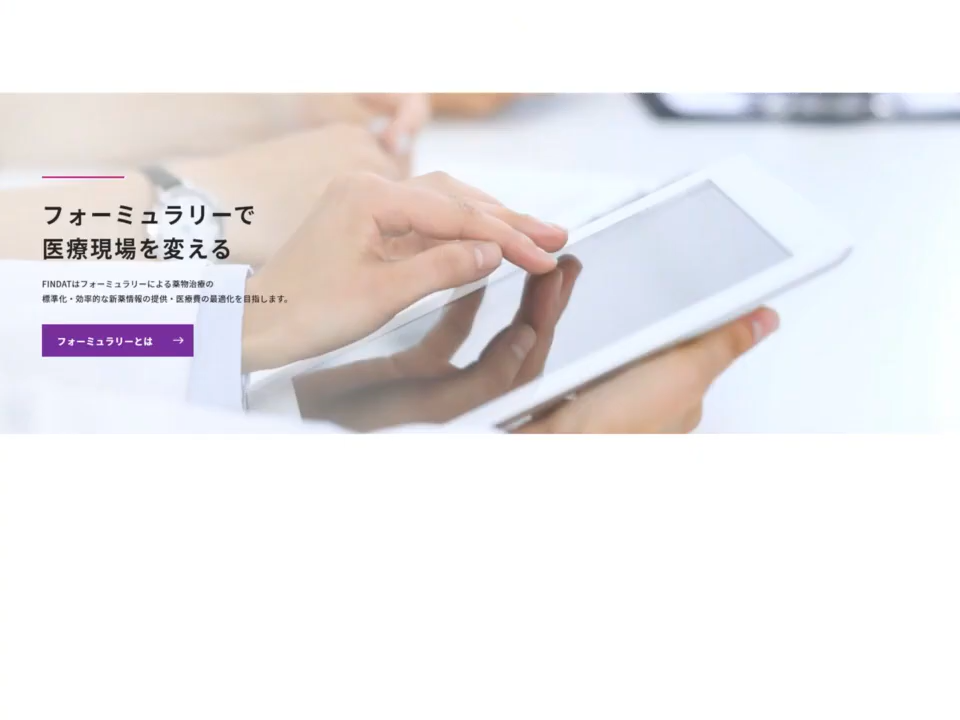 フォーミュラリーで
医療現場を変える
FINDATはフォーミュラリーによる薬物治療の
標準化・効率的な新薬情報の提供・医療費の最適化を目指します。
フォーミュラリーとは →